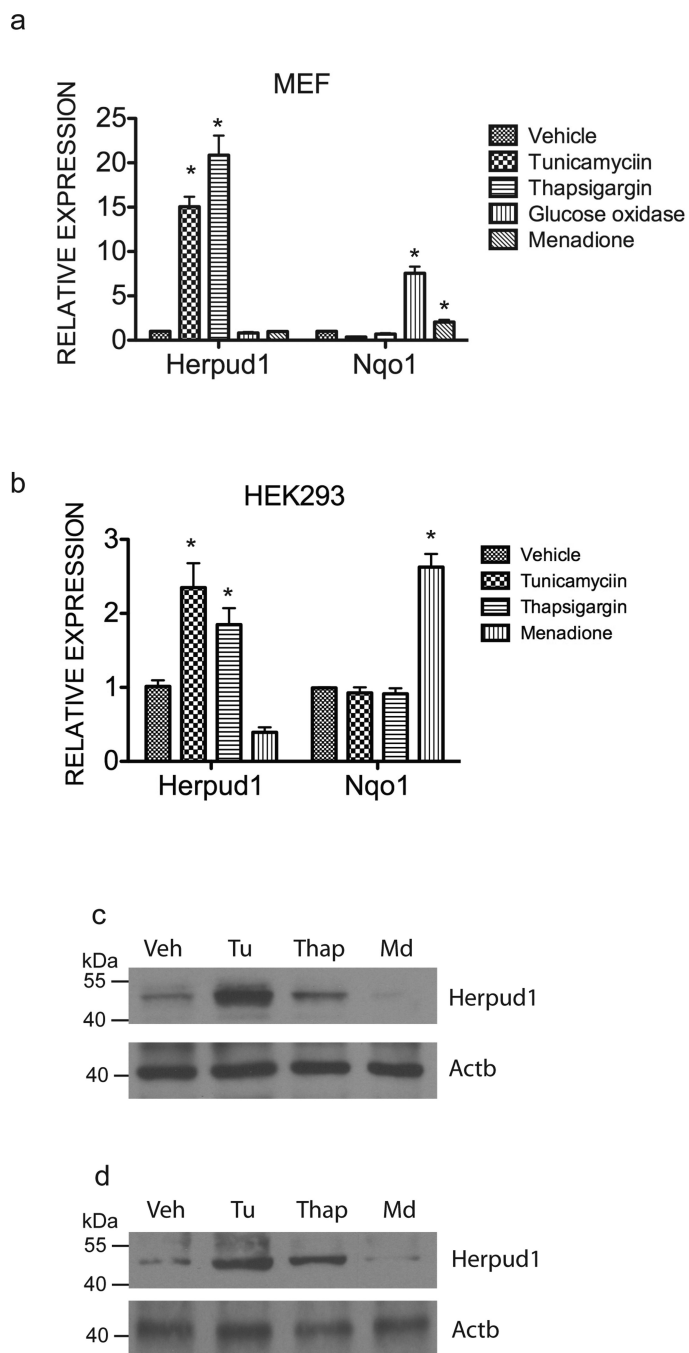 a
MEF
RELATIVE EXPRESSION
25
20
15
10
5
0
* * * *
Herpud1 Nqo1
Vehicle
Tunicamyciin
Thapsigargin
Glucose oxidase
Menadione
b
HEK293
RELATIVE EXPRESSION
3
2
1
0
* * *
Herpud1 Nqo1
Vehicle
Tunicamyciin
Thapsigargin
Menadione
c
Veh Tu Thap Md
kDa
55
40
Herpud1
40
Actb
d
Veh Tu Thap Md
kDa
55
40
Herpud1
40
Actb